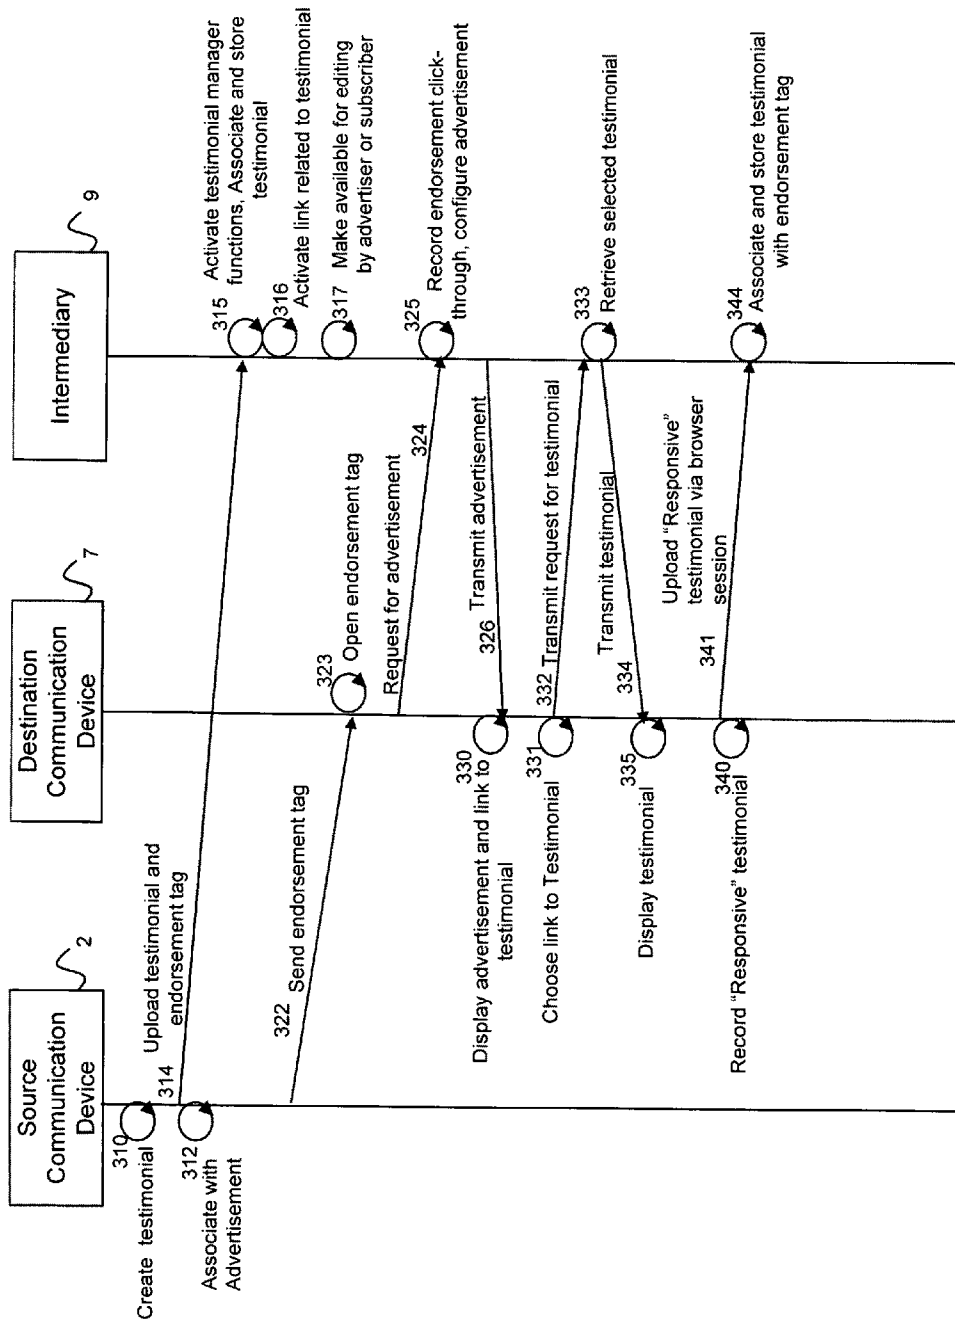 Source
Communication
Device
2
Destination
Communication
Device
7
Intermediary
9
310
Create testimonial
312
Associate with
Advertisement
314
Upload testimonial and
endorsement tag
315
Activate testimonial manager
functions, Associate and store
testimonial
316
Activate link related to testimonial
317
Make available for editing
by advertiser or subscriber
322
Send endorsement tag
323
Open endorsement tag
Request for advertisement
324
325
Record endorsement click-
through, configure advertisement
Transmit advertisement
326
330
Display advertisement and link to
testimonial
331
Choose link to Testimonial
332
Transmit request for testimonial
333
Retrieve selected testimonial
Transmit testimonial
334
335
Display testimonial
340
Record "Responsive" testimonial
341
Upload "Responsive"
testimonial via browser
session
344
Associate and store testimonial
with endorsement tag